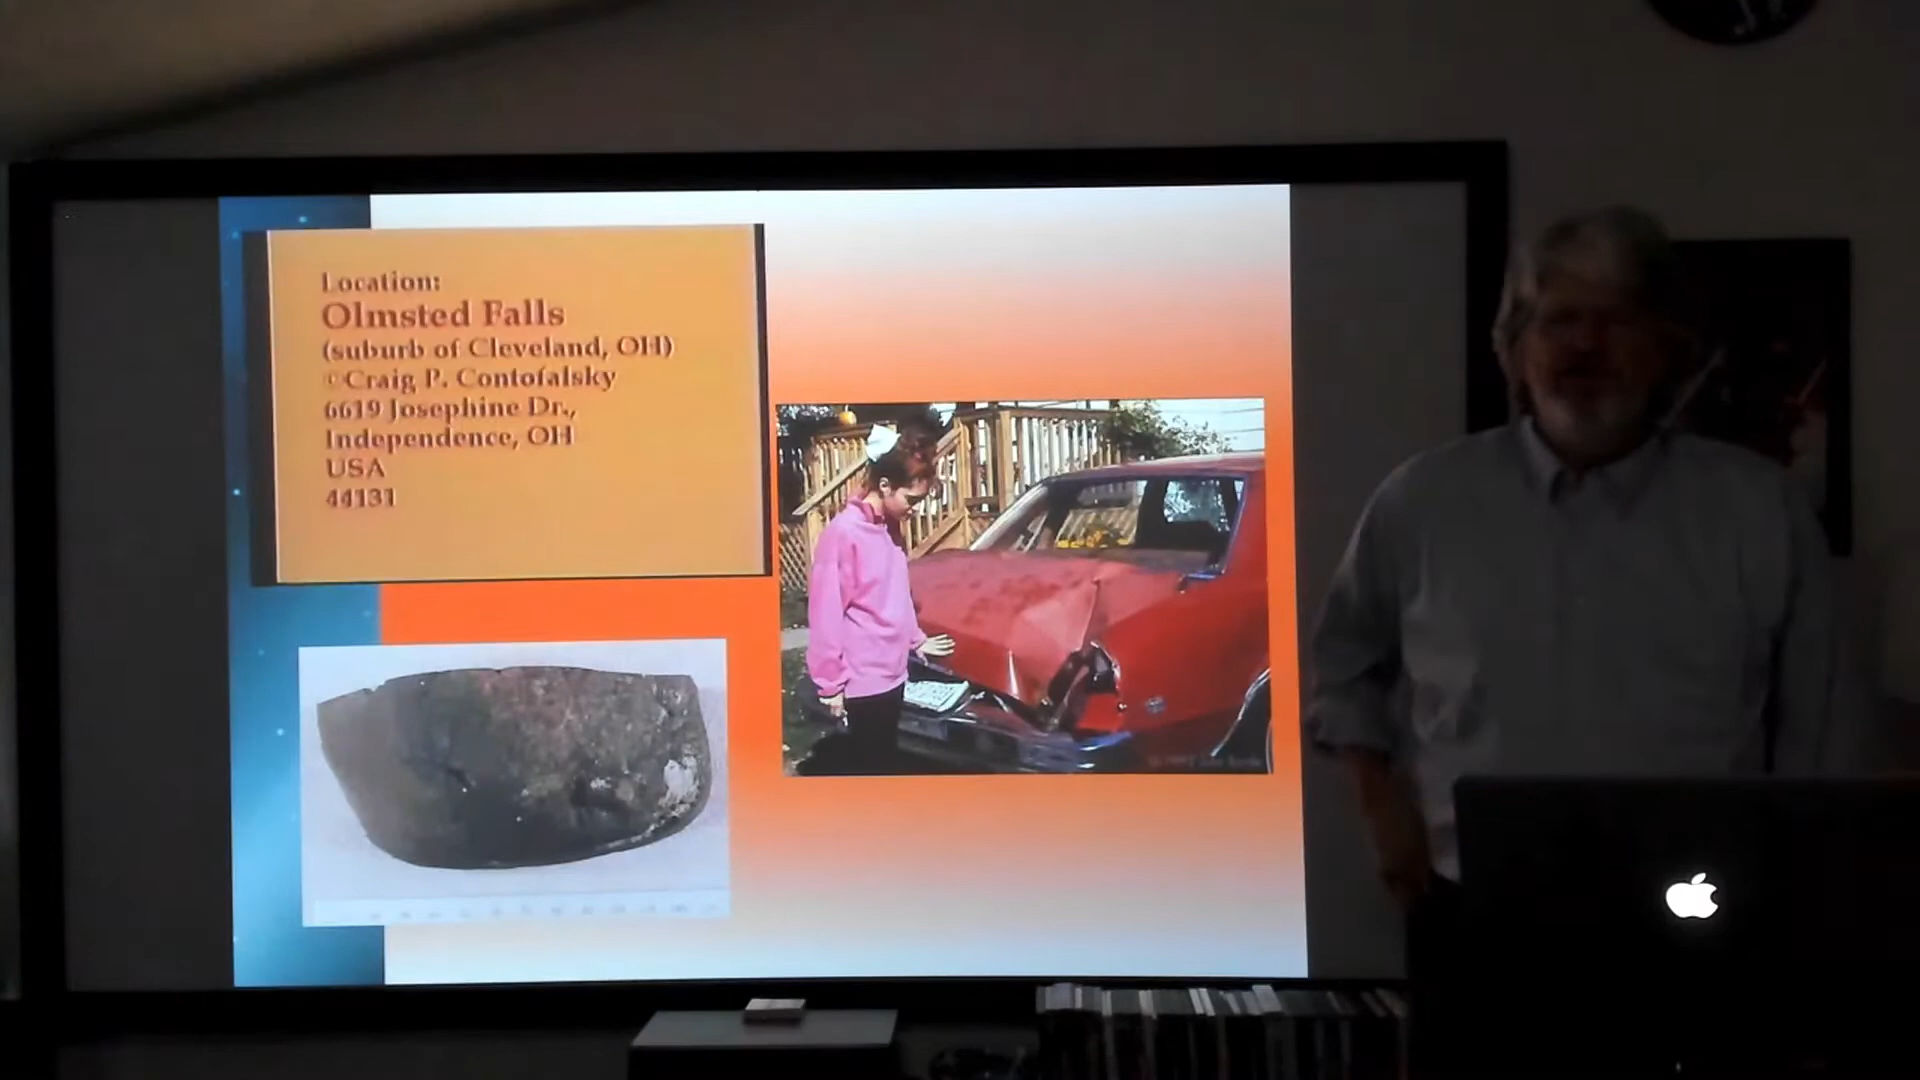 Location:
Olmsted Falls
(suburb of Cleveland, OH)
©Craig P. Contofalsky
6619 Josephine Dr.,
Independence, OH
USA
44131